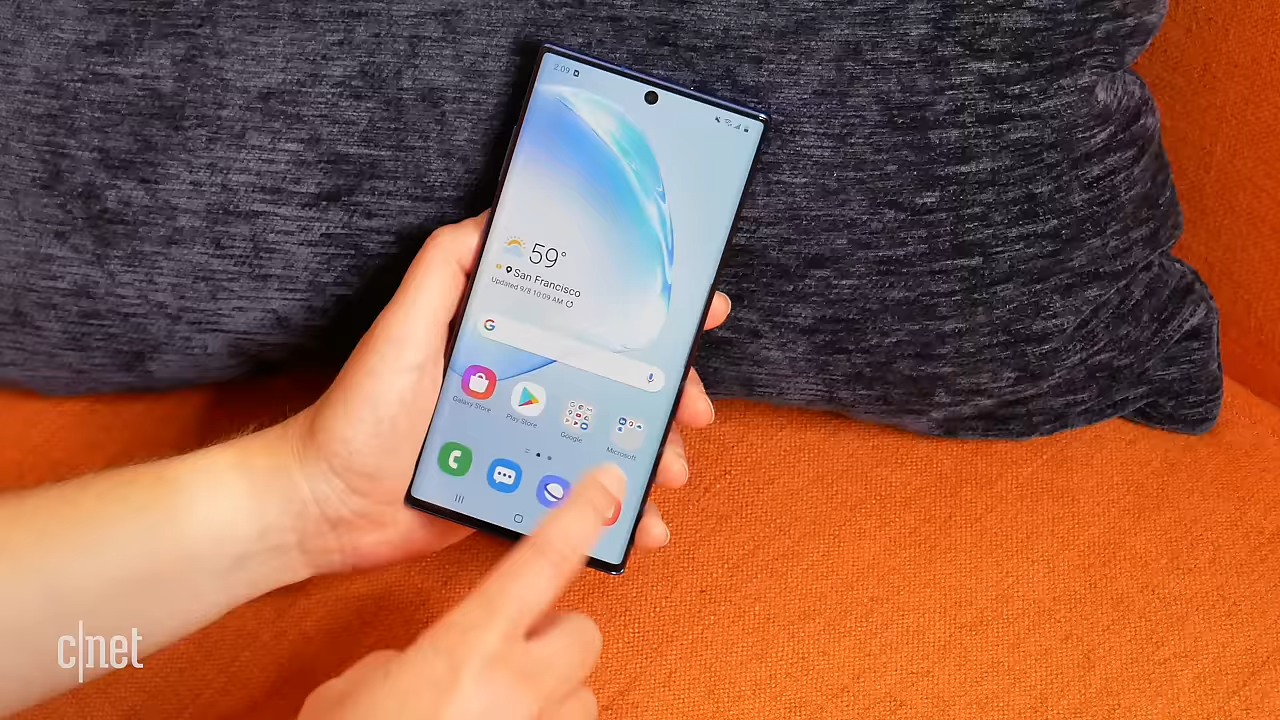 2:09
59°
San Francisco
Updated 9/8 10:09 AM
Galaxy Store
Play Store
Google
Microsoft
c|net